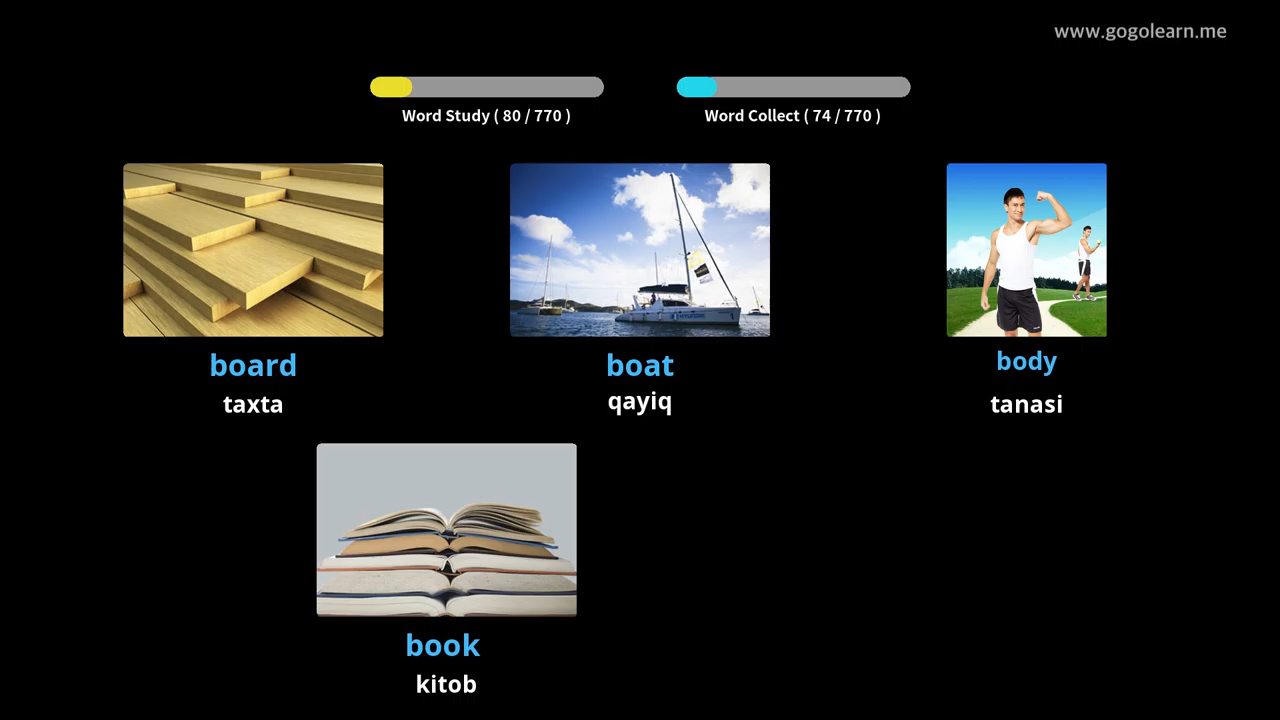 www.gogolearn.me
Word Study ( 80 / 770 )
Word Collect ( 74 / 770 )
board
boat
body
taxta
qayiq
tanasi
book
kitob